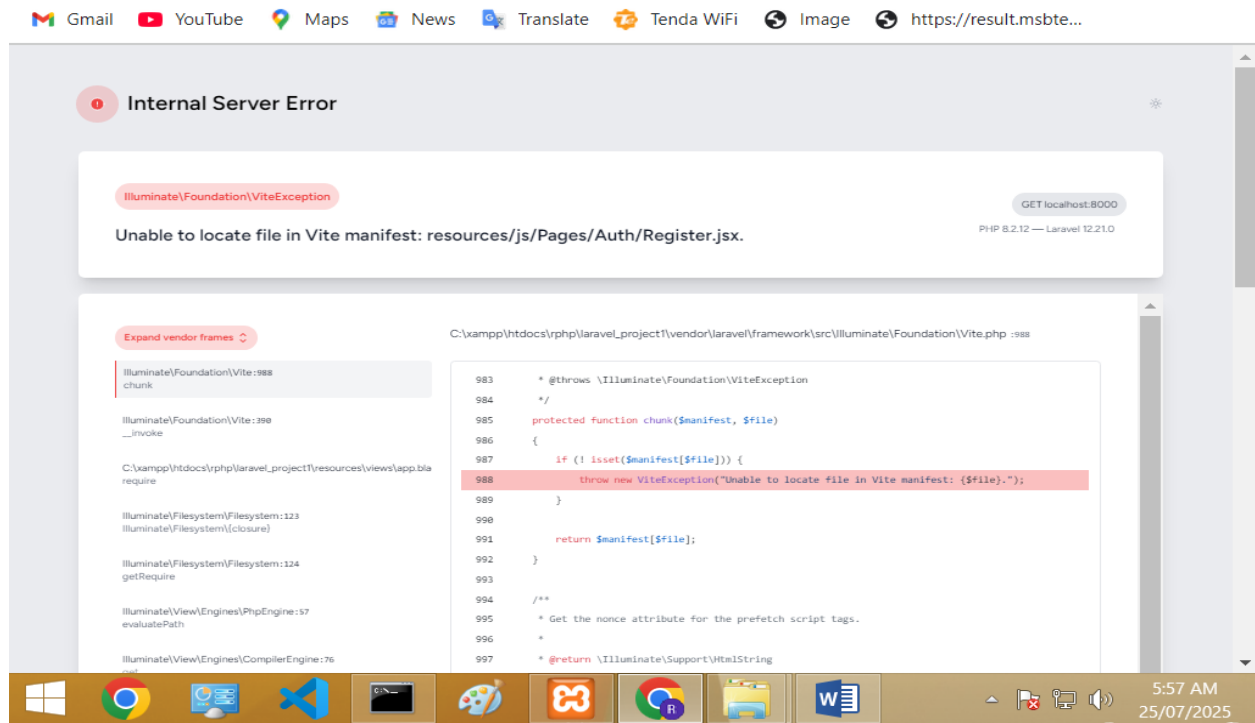 Gmail YouTube Maps News Translate Tenda WiFi Image https://result.msbte...
Internal Server Error
Illuminate\Foundation\ViteException
GET localhost:8000
Unable to locate file in Vite manifest: resources/js/Pages/Auth/Register.jsx.
PHP 8.2.12 — Laravel 12.21.0
Expand vendor frames
C:\xampp\htdocs\rphp\laravel_project1\vendor\laravel\framework\src\Illuminate\Foundation\Vite.php :988
Illuminate\Foundation\Vite:988
chunk
Illuminate\Foundation\Vite:390
__invoke
C:\xampp\htdocs\rphp\laravel_project1\resources\views\app.bla
require
Illuminate\Filesystem\Filesystem:123
Illuminate\Filesystem\{closure}
Illuminate\Filesystem\Filesystem:124
getRequire
Illuminate\View\Engines\PhpEngine:57
evaluatePath
Illuminate\View\Engines\CompilerEngine:76
get
983 * @throws \Illuminate\Foundation\ViteException
984 */
985 protected function chunk($manifest, $file)
986 {
987 if (! isset($manifest[$file])) {
988 throw new ViteException("Unable to locate file in Vite manifest: {$file}.");
989 }
990
991 return $manifest[$file];
992 }
993
994 /**
995 * Get the nonce attribute for the prefetch script tags.
996 *
997 * @return \Illuminate\Support\HtmlString
5:57 AM
25/07/2025